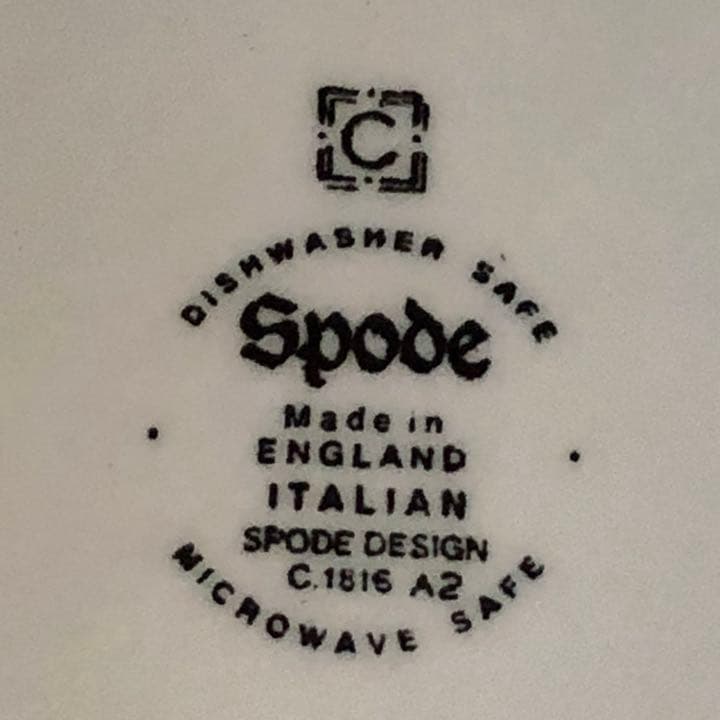 C
DISHWASHER SAFE
Spode
Made in
ENGLAND
ITALIAN
SPODE DESIGN
C.1816 A2
MICROWAVE SAFE